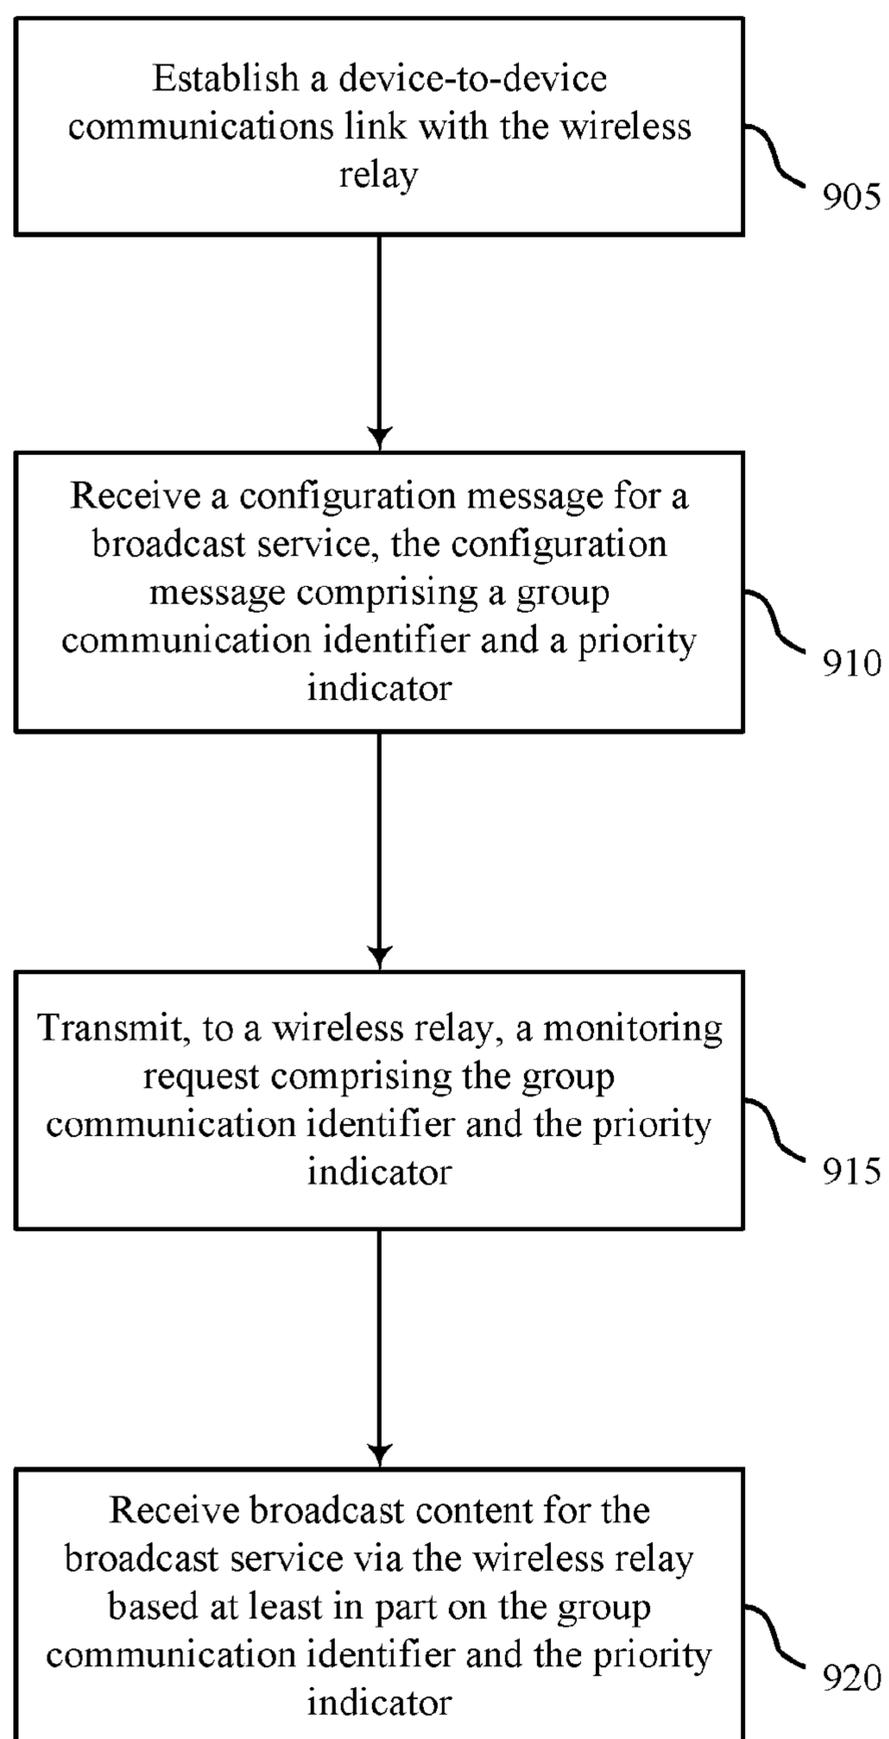 Establish a device-to-device
communications link with the wireless
relay
905
Receive a configuration message for a
broadcast service, the configuration
message comprising a group
communication identifier and a priority
indicator
910
Transmit, to a wireless relay, a monitoring
request comprising the group
communication identifier and the priority
indicator
915
Receive broadcast content for the
broadcast service via the wireless relay
based at least in part on the group
communication identifier and the priority
indicator
920